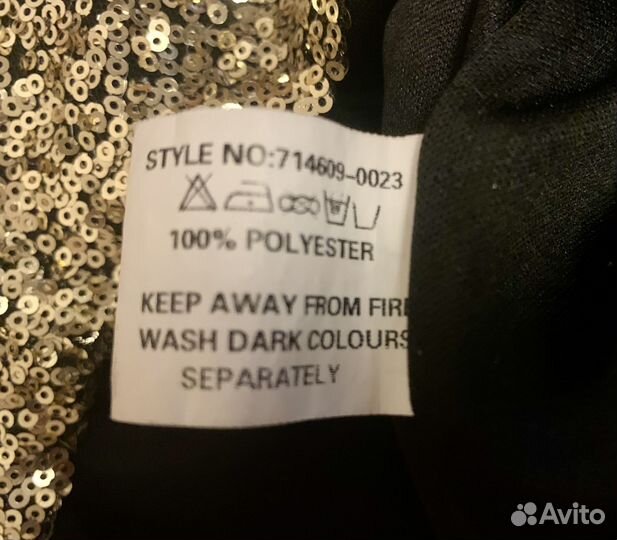 STYLE NO:714609-0023
100% POLYESTER
KEEP AWAY FROM FIRE
WASH DARK COLOURS
SEPARATELY
Avito